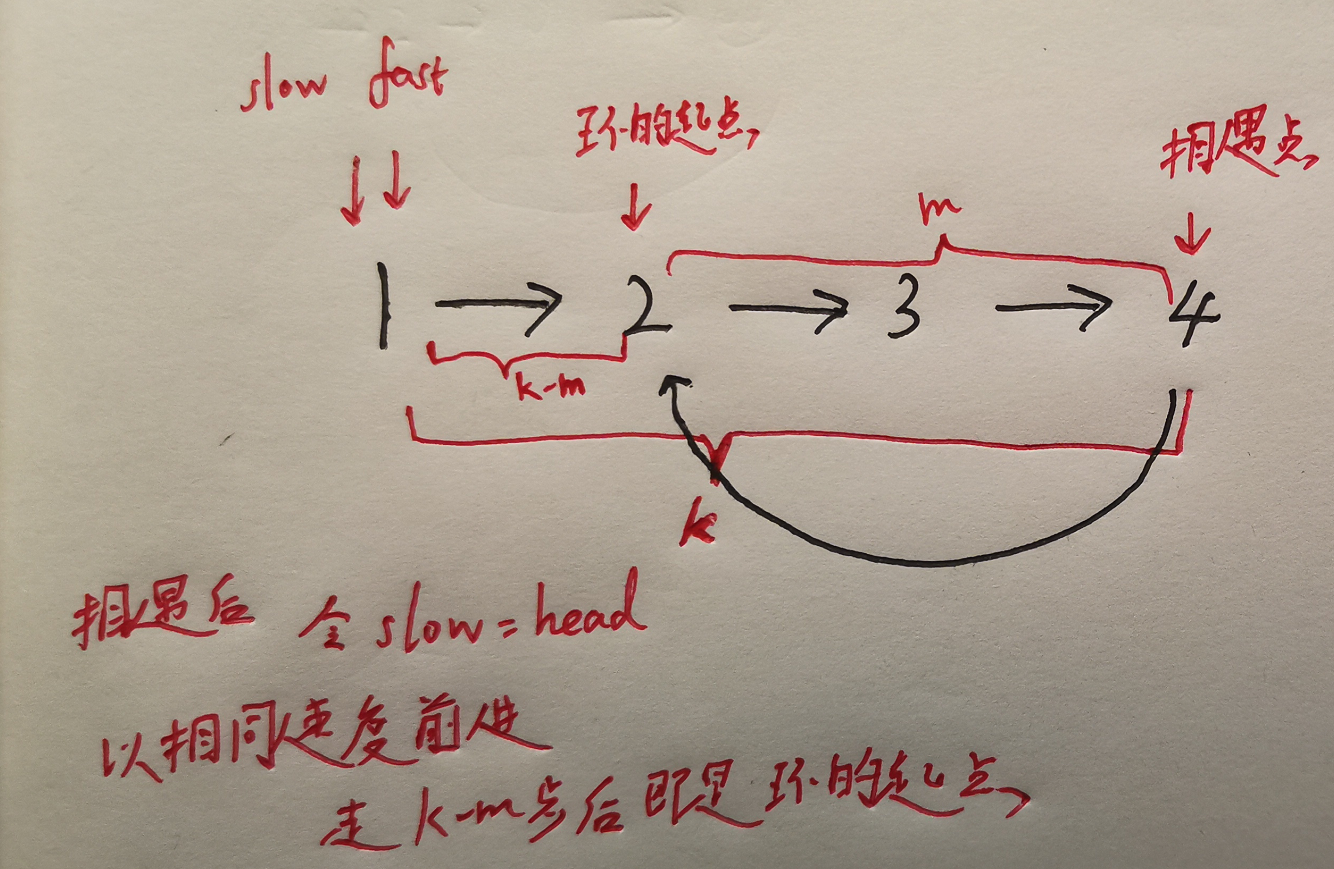 slow fast
环的起点
相遇点
m
1 → 2 → 3 → 4
k-m
k
相遇后 令 slow = head
以相同速度前进
走 k-m 步后即是 环的起点